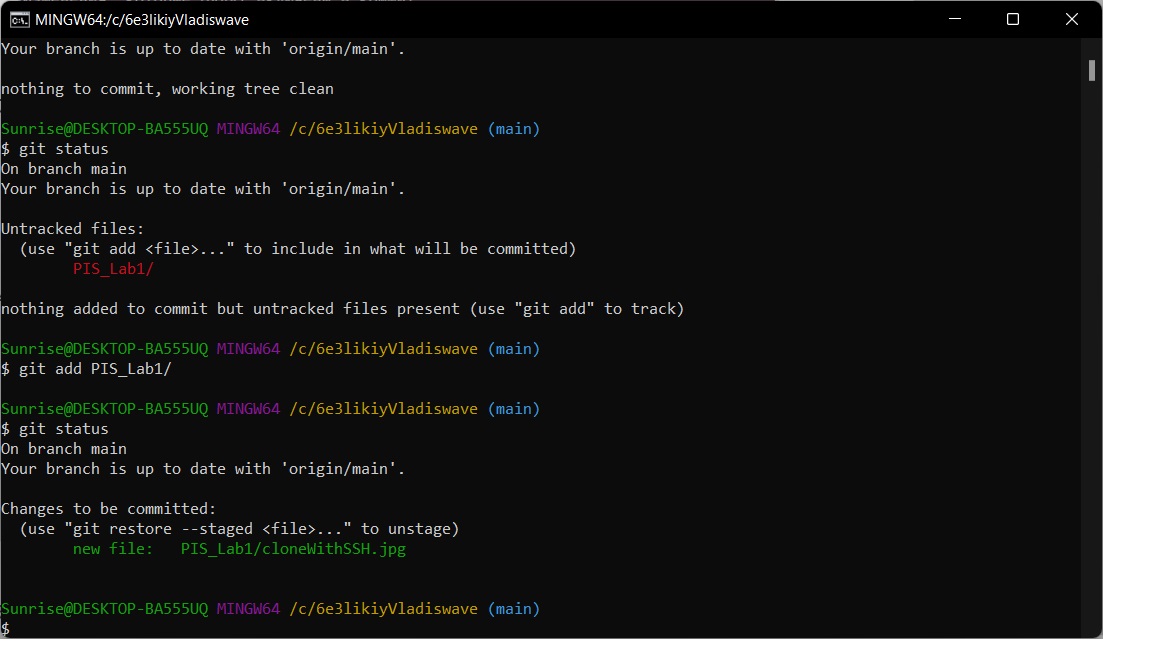 MINGW64:/c/6e3likiyVladiswave
Your branch is up to date with 'origin/main'.
nothing to commit, working tree clean
Sunrise@DESKTOP-BA555UQ MINGW64 /c/6e3likiyVladiswave (main)
$ git status
On branch main
Your branch is up to date with 'origin/main'.
Untracked files:
  (use "git add <file>..." to include in what will be committed)
        PIS_Lab1/
nothing added to commit but untracked files present (use "git add" to track)
Sunrise@DESKTOP-BA555UQ MINGW64 /c/6e3likiyVladiswave (main)
$ git add PIS_Lab1/
Sunrise@DESKTOP-BA555UQ MINGW64 /c/6e3likiyVladiswave (main)
$ git status
On branch main
Your branch is up to date with 'origin/main'.
Changes to be committed:
  (use "git restore --staged <file>..." to unstage)
        new file:   PIS_Lab1/cloneWithSSH.jpg
Sunrise@DESKTOP-BA555UQ MINGW64 /c/6e3likiyVladiswave (main)
$